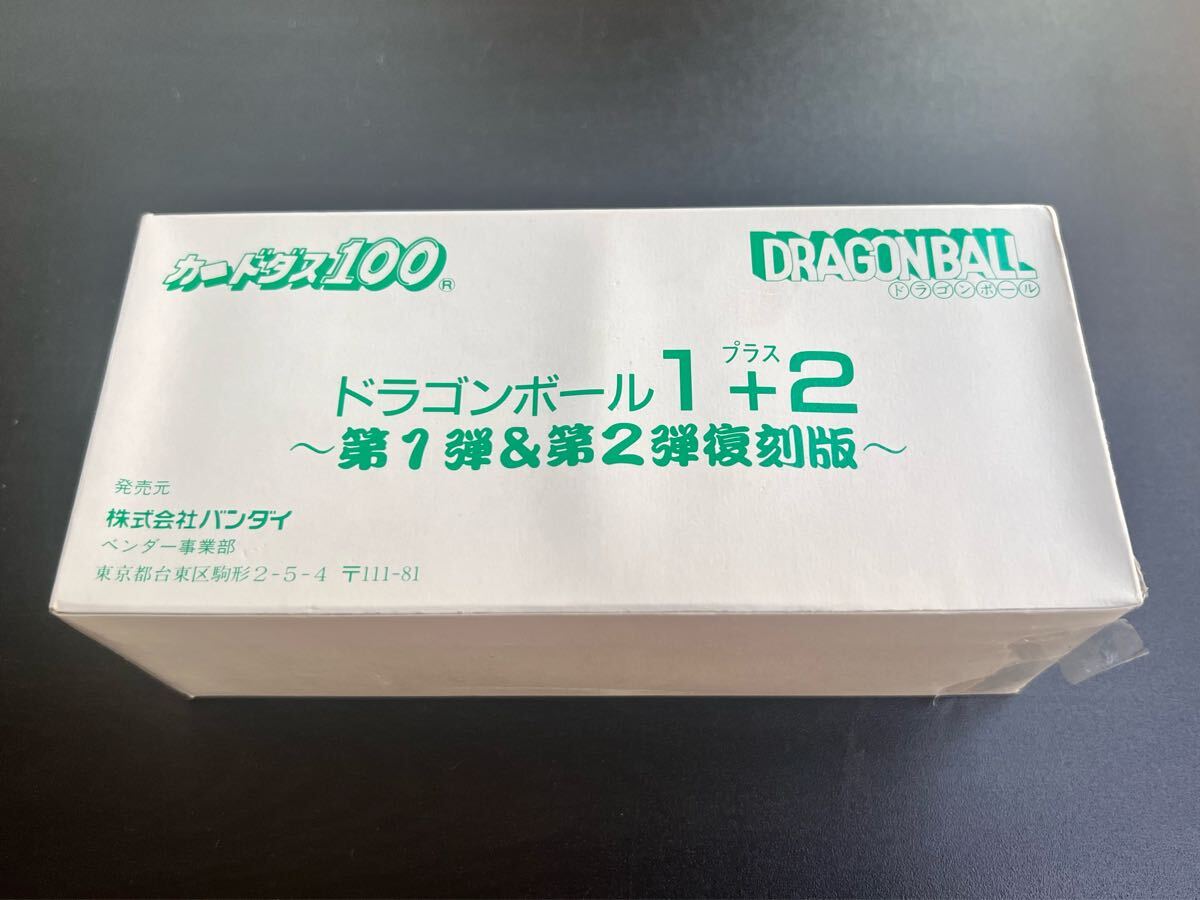 カードダス100®
DRAGONBALL
ドラゴンボール
ドラゴンボール1+2
プラス
～第1弾&第2弾復刻版～
発売元
株式会社バンダイ
ベンダー事業部
東京都台東区駒形2-5-4 〒111-81